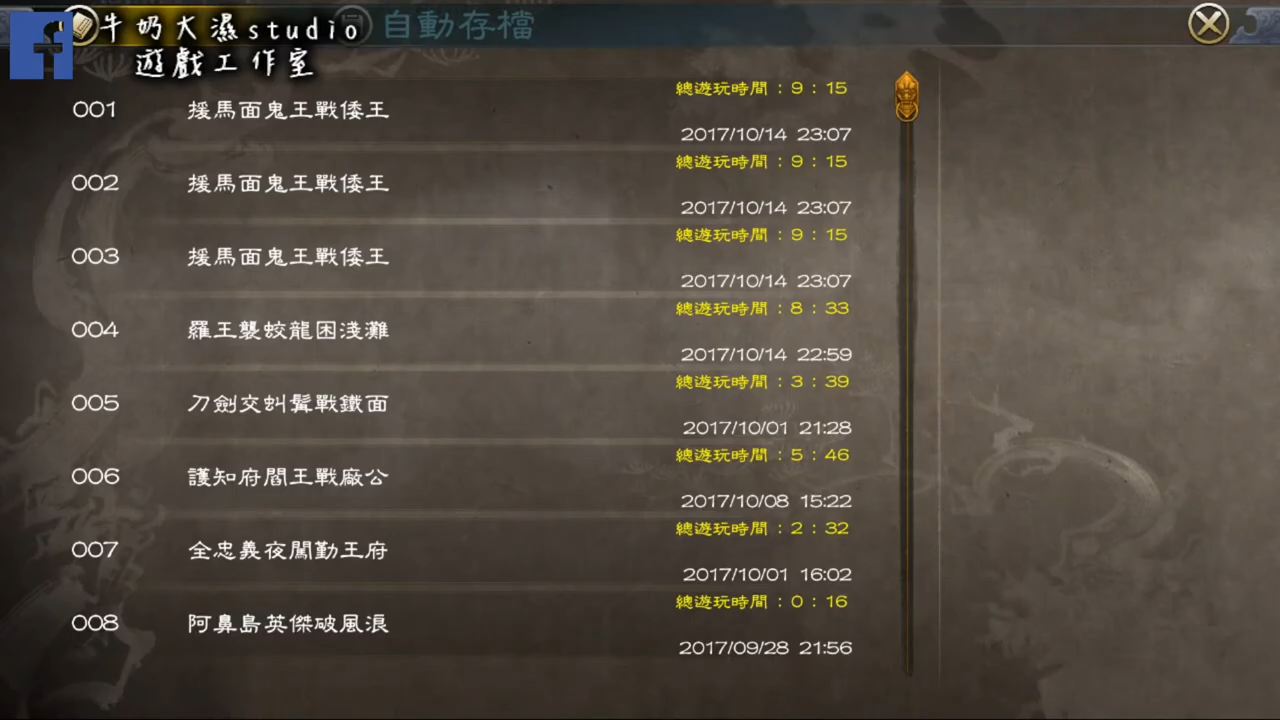 牛奶大濕studio
遊戲工作室
自動存檔
001 援馬面鬼王戰倭王 總遊玩時間：9：15
2017/10/14 23:07
002 援馬面鬼王戰倭王 總遊玩時間：9：15
2017/10/14 23:07
003 援馬面鬼王戰倭王 總遊玩時間：9：15
2017/10/14 23:07
004 羅王襲蛟龍困淺灘 總遊玩時間：8：33
2017/10/14 22:59
005 刀劍交虯髯戰鐵面 總遊玩時間：3：39
2017/10/01 21:28
006 護知府閻王戰廠公 總遊玩時間：5：46
2017/10/08 15:22
007 全忠義夜闖勤王府 總遊玩時間：2：32
2017/10/01 16:02
008 阿鼻島英傑破風浪 總遊玩時間：0：16
2017/09/28 21:56